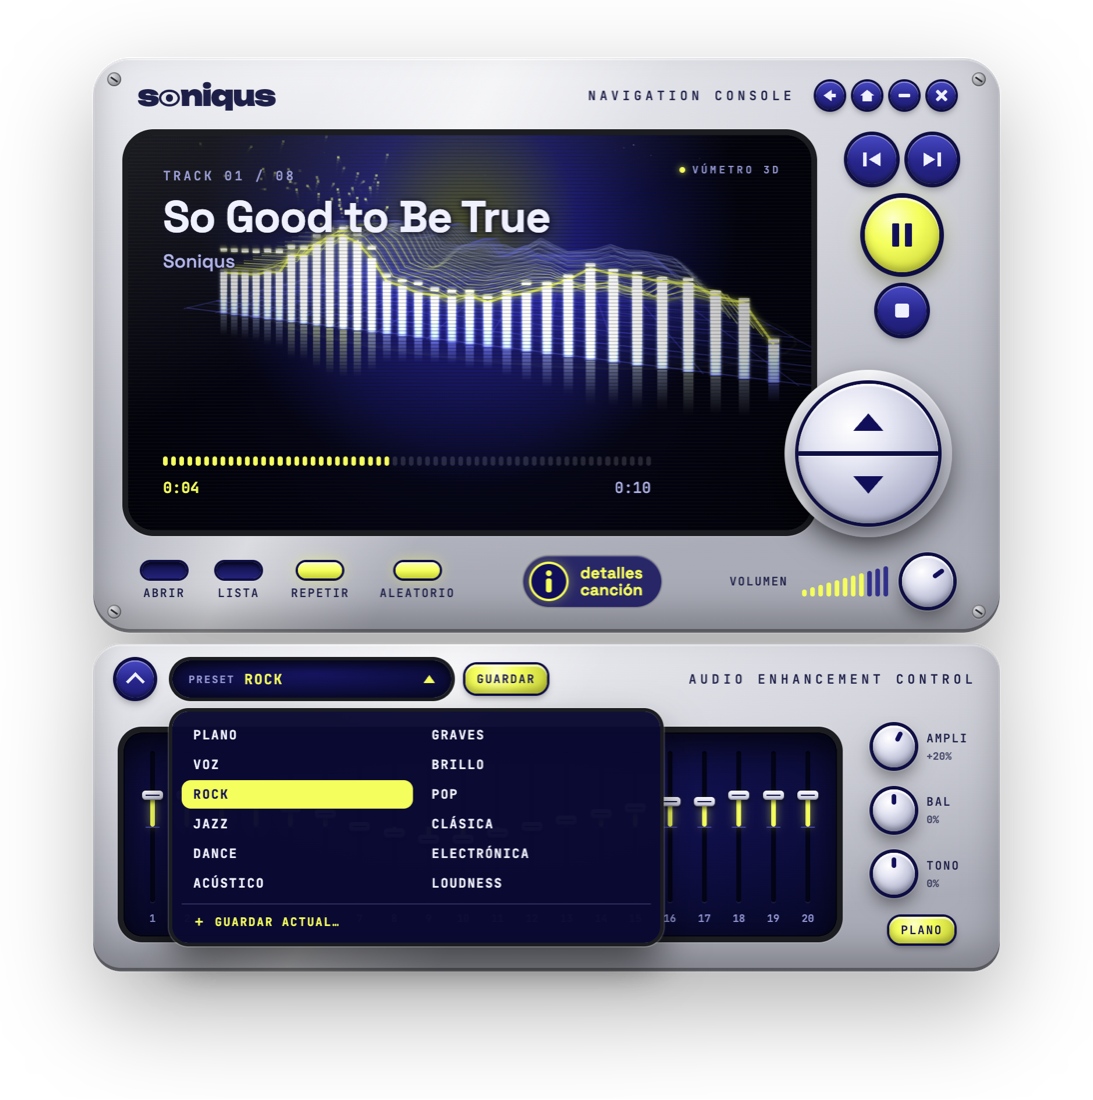 soniqus
NAVIGATION CONSOLE
TRACK 01 / 08
VÚMETRO 3D
So Good to Be True
Soniqus
0:04
0:10
ABRIR
LISTA
REPETIR
ALEATORIO
detalles
canción
VOLUMEN
PRESET ROCK
GUARDAR
AUDIO ENHANCEMENT CONTROL
PLANO
GRAVES
VOZ
BRILLO
ROCK
POP
JAZZ
CLÁSICA
DANCE
ELECTRÓNICA
ACÚSTICO
LOUDNESS
+ GUARDAR ACTUAL…
1
16 17 18 19 20
AMPLI
+20%
BAL
0%
TONO
0%
PLANO